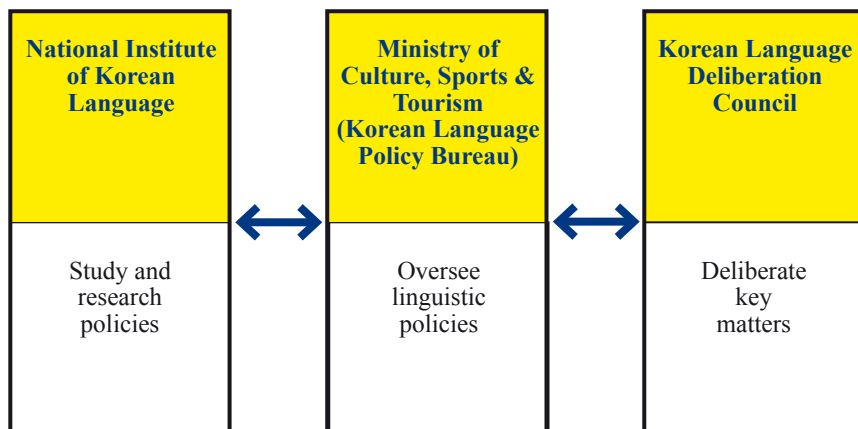 National Institute
of Korean
Language
Ministry of
Culture, Sports &
Tourism
(Korean Language
Policy Bureau)
Korean Language
Deliberation
Council
Study and
research
policies
Oversee
linguistic
policies
Deliberate
key
matters